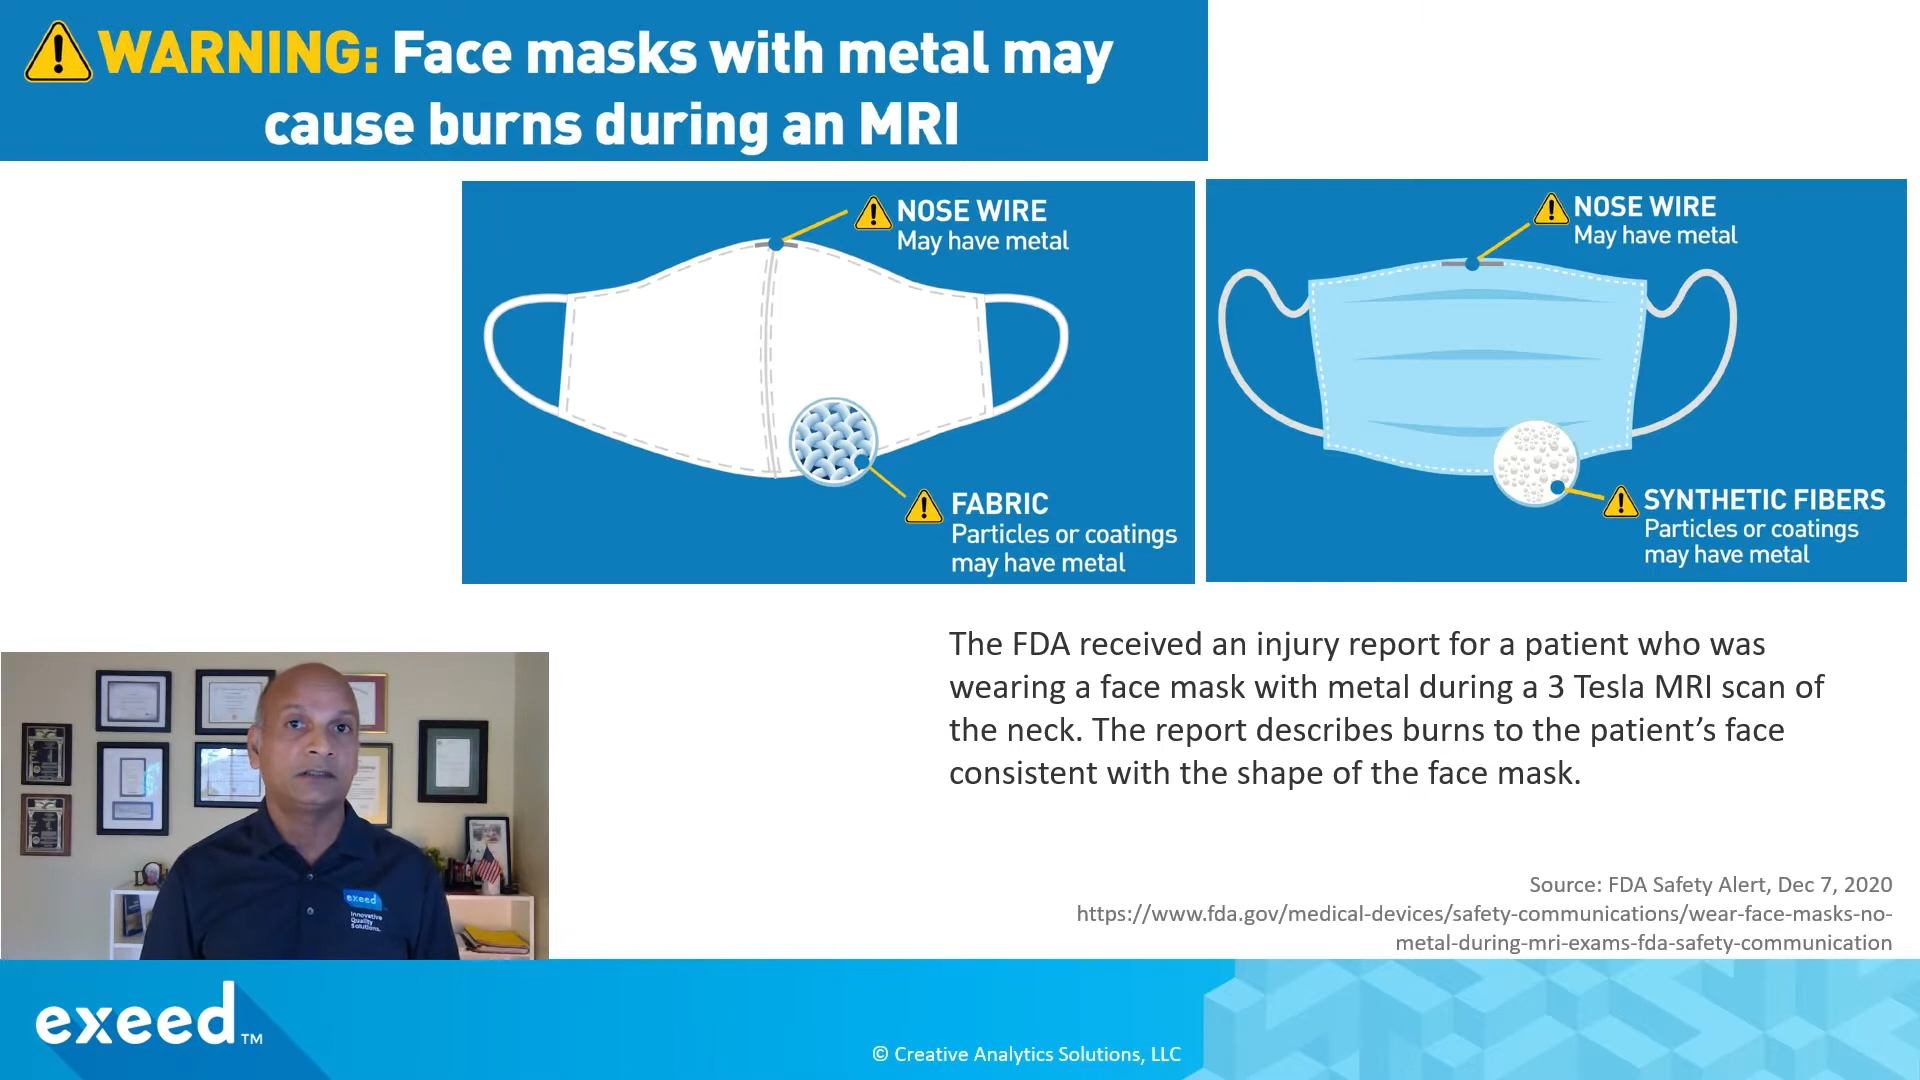 WARNING: Face masks with metal may
cause burns during an MRI
NOSE WIRE
May have metal
FABRIC
Particles or coatings
may have metal
NOSE WIRE
May have metal
SYNTHETIC FIBERS
Particles or coatings
may have metal
The FDA received an injury report for a patient who was
wearing a face mask with metal during a 3 Tesla MRI scan of
the neck. The report describes burns to the patient’s face
consistent with the shape of the face mask.
Source: FDA Safety Alert, Dec 7, 2020
https://www.fda.gov/medical-devices/safety-communications/wear-face-masks-no-
metal-during-mri-exams-fda-safety-communication
exeed
Innovative
Quality
Solutions.
exeed™
© Creative Analytics Solutions, LLC